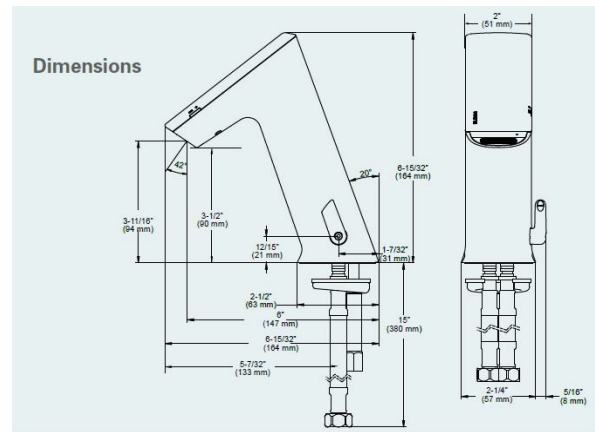 Dimensions
2"
(51 mm)
42°
20°
6-15/32"
(164 mm)
3-11/16"
(94 mm)
3-1/2"
(90 mm)
12/15"
(21 mm)
1-7/32"
(31 mm)
2-1/2"
(63 mm)
6"
(147 mm)
15"
(380 mm)
6-15/32"
(164 mm)
5-7/32"
(133 mm)
2-1/4"
(57 mm)
5/16"
(8 mm)